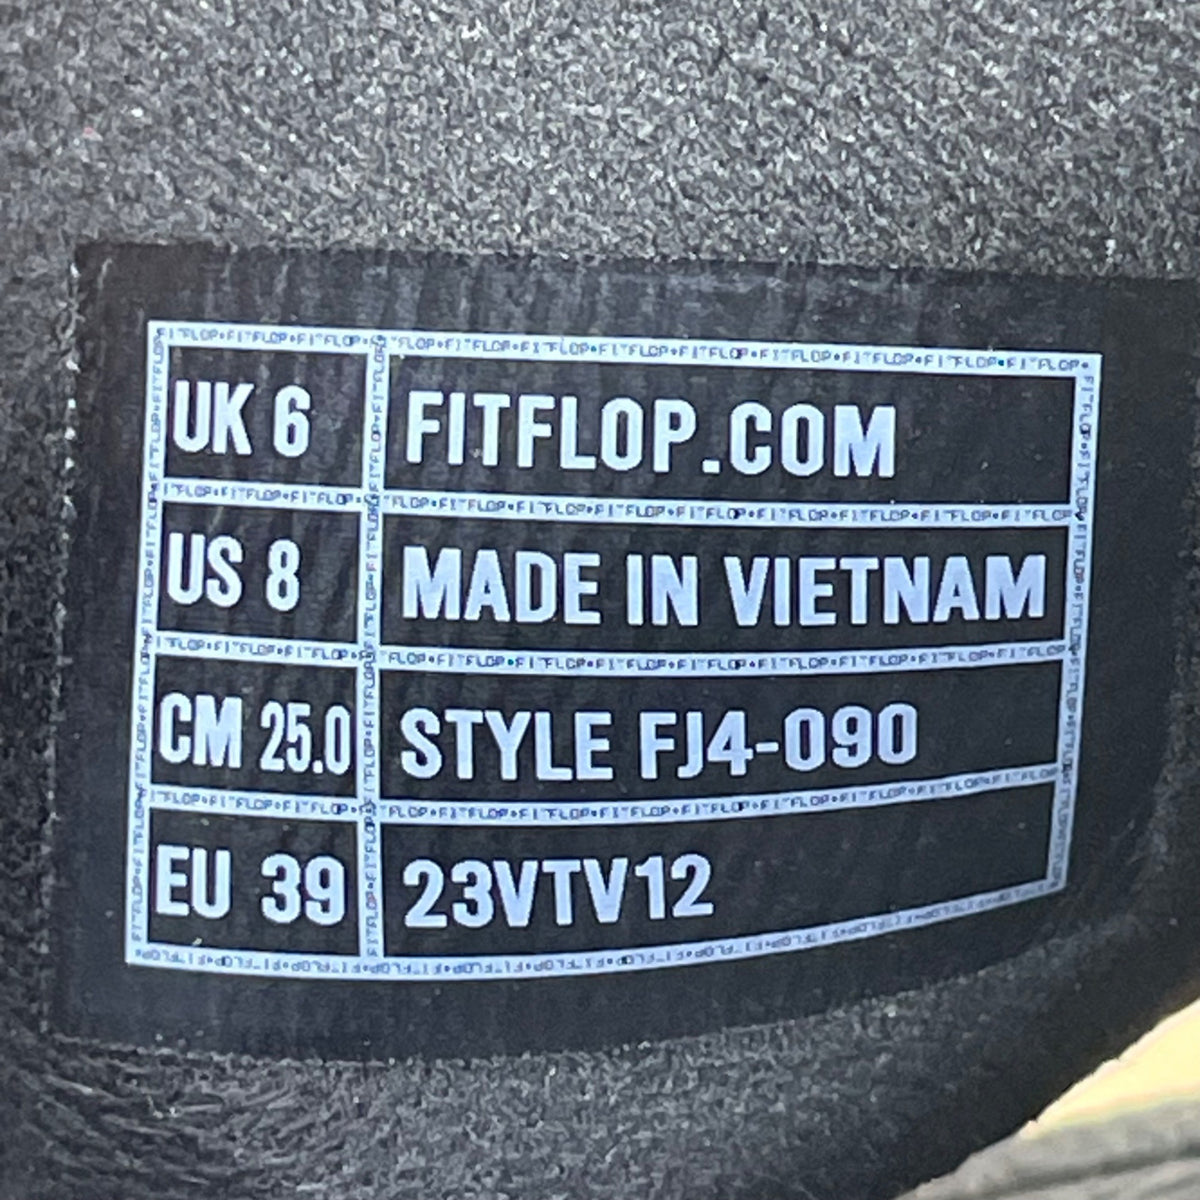 UK 6 FITFLOP.COM
US 8 MADE IN VIETNAM
CM 25.0 STYLE FJ4-090
EU 39 23VTV12